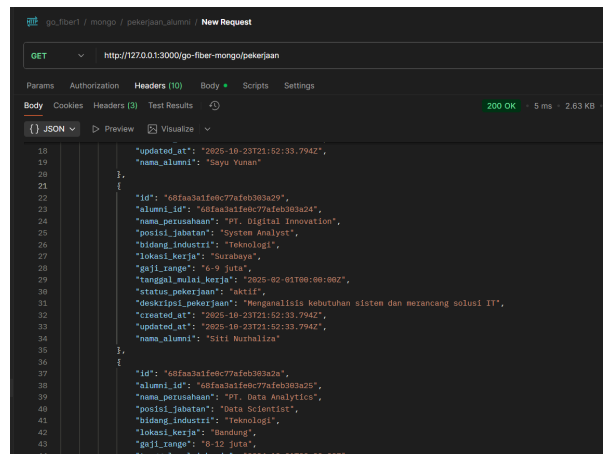 go_fiber1 / mongo / pekerjaan_alumni / New Request
GET http://127.0.0.1:3000/go-fiber-mongo/pekerjaan
Params Authorization Headers (10) Body Scripts Settings
Body Cookies Headers (3) Test Results 200 OK 5 ms 2.63 KB
{} JSON Preview Visualize
18 "updated_at": "2025-10-23T21:52:33.794Z",
19 "nama_alumni": "Sayu Yunan"
20 },
21 {
22 "id": "68faa3a1fe0c77afeb303a29",
23 "alumni_id": "68faa3a1fe0c77afeb303a24",
24 "nama_perusahaan": "PT. Digital Innovation",
25 "posisi_jabatan": "System Analyst",
26 "bidang_industri": "Teknologi",
27 "lokasi_kerja": "Surabaya",
28 "gaji_range": "6-9 juta",
29 "tanggal_mulai_kerja": "2025-02-01T00:00:00Z",
30 "status_pekerjaan": "aktif",
31 "deskripsi_pekerjaan": "Menganalisis kebutuhan sistem dan merancang solusi IT",
32 "created_at": "2025-10-23T21:52:33.794Z",
33 "updated_at": "2025-10-23T21:52:33.794Z",
34 "nama_alumni": "Siti Nurhaliza"
35 },
36 {
37 "id": "68faa3a1fe0c77afeb303a2a",
38 "alumni_id": "68faa3a1fe0c77afeb303a25",
39 "nama_perusahaan": "PT. Data Analytics",
40 "posisi_jabatan": "Data Scientist",
41 "bidang_industri": "Teknologi",
42 "lokasi_kerja": "Bandung",
43 "gaji_range": "8-12 juta",